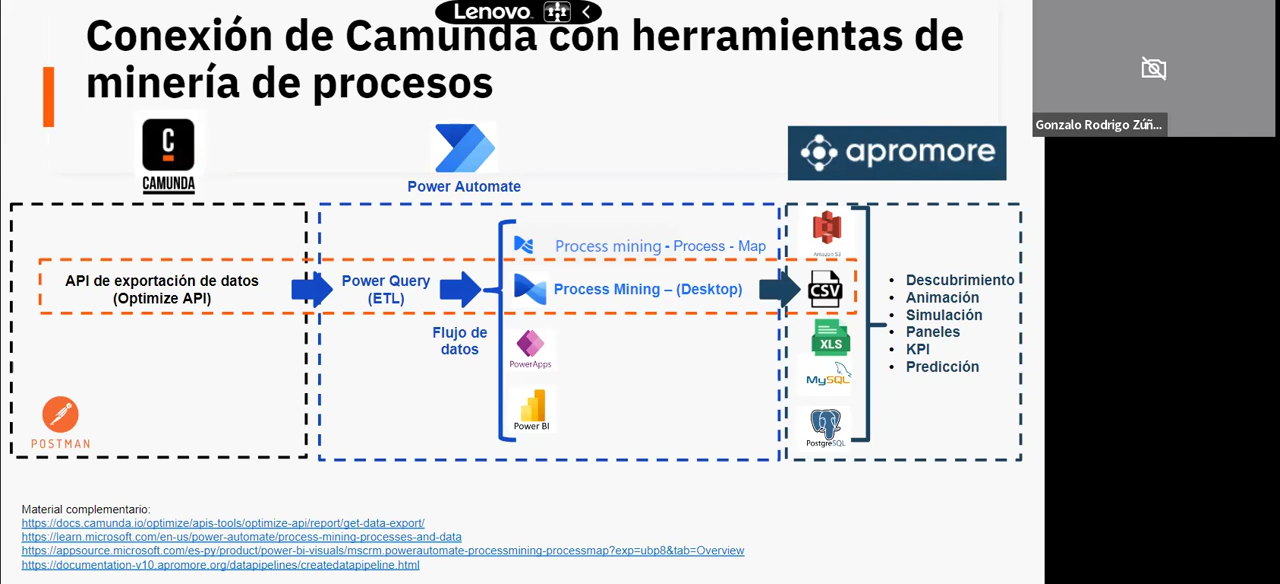 Lenovo
Conexión de Camunda con herramientas de
minería de procesos
Gonzalo Rodrigo Zúñ...
C
CAMUNDA
Power Automate
apromore
API de exportación de datos
(Optimize API)
POSTMAN
Power Query
(ETL)
Flujo de
datos
Process mining - Process - Map
Process Mining – (Desktop)
PowerApps
Power BI
Amazon S3
CSV
XLS
MySQL
PostgreSQL
• Descubrimiento
• Animación
• Simulación
• Paneles
• KPI
• Predicción
Material complementario:
https://docs.camunda.io/optimize/apis-tools/optimize-api/report/get-data-export/
https://learn.microsoft.com/en-us/power-automate/process-mining-processes-and-data
https://appsource.microsoft.com/es-py/product/power-bi-visuals/mscrm.powerautomate-processmining-processmap?exp=ubp8&tab=Overview
https://documentation-v10.apromore.org/datapipelines/createdatapipeline.html